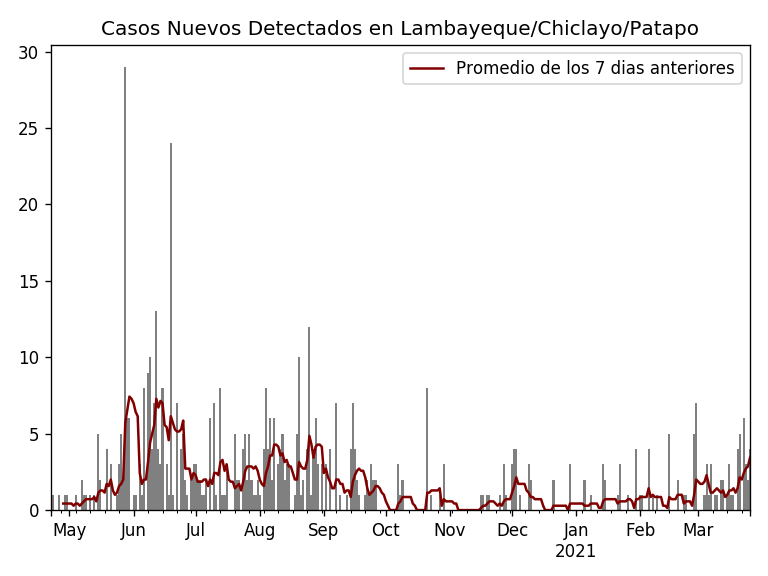 Casos Nuevos Detectados en Lambayeque/Chiclayo/Patapo
Promedio de los 7 dias anteriores
30
25
20
15
10
5
0
May Jun Jul Aug Sep Oct Nov Dec Jan Feb Mar
2021